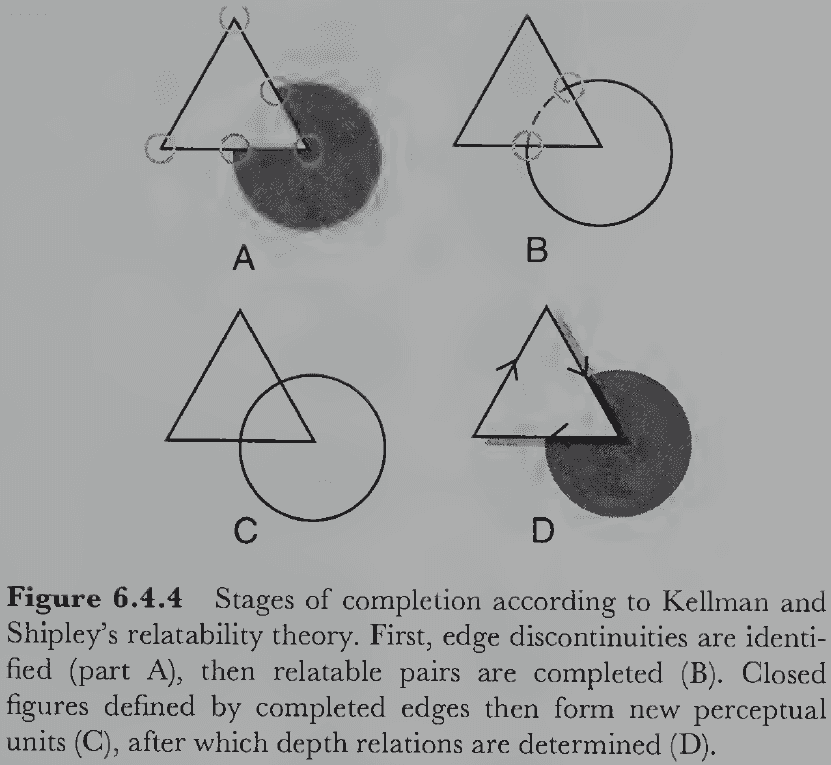 A
B
C
D
Figure 6.4.4 Stages of completion according to Kellman and
Shipley's relatability theory. First, edge discontinuities are identi-
fied (part A), then relatable pairs are completed (B). Closed
figures defined by completed edges then form new perceptual
units (C), after which depth relations are determined (D).